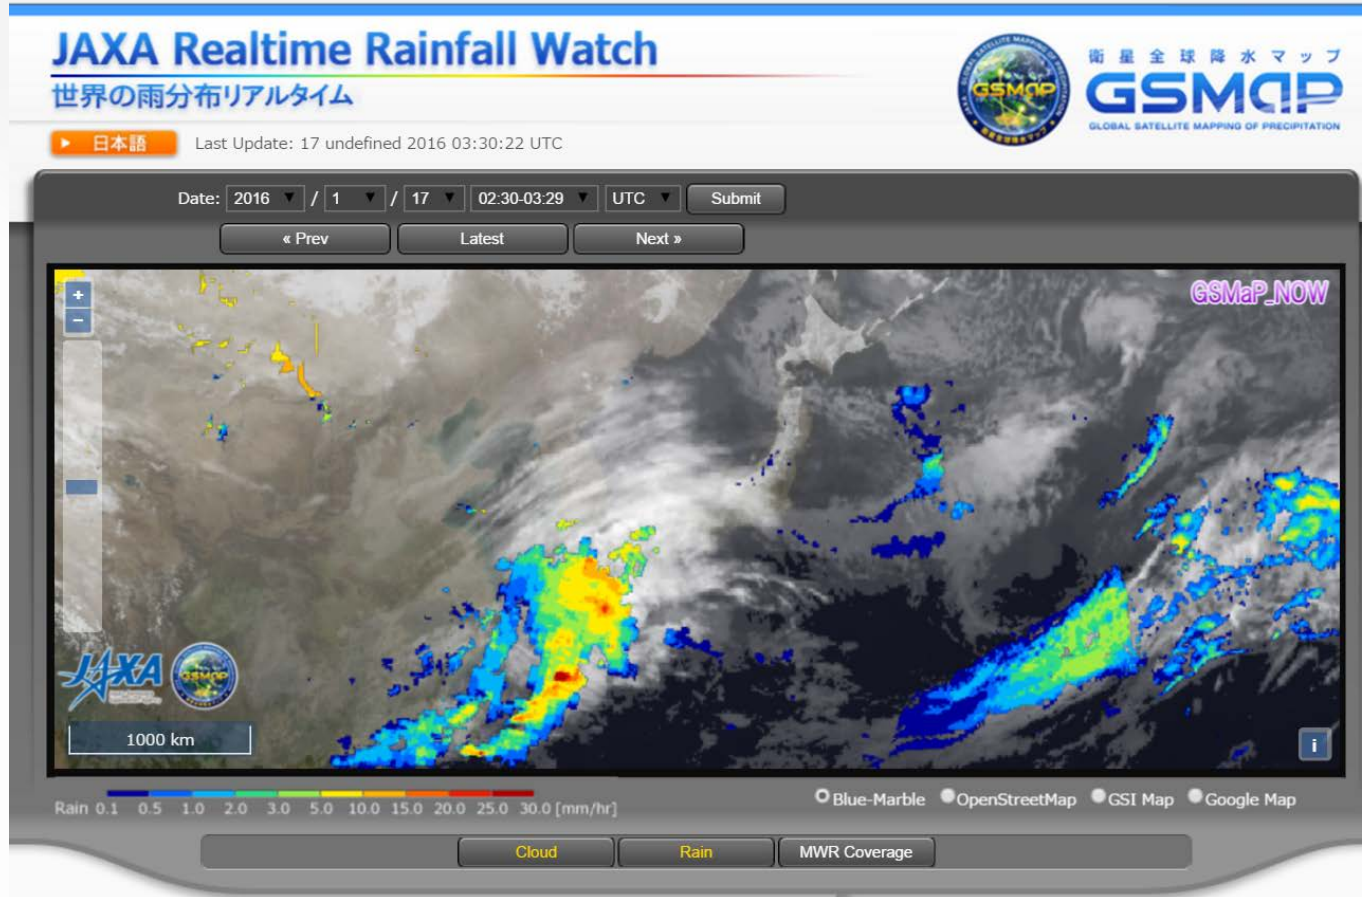 JAXA Realtime Rainfall Watch
世界の雨分布リアルタイム
衛星全球降水マップ
GSMaP
GLOBAL SATELLITE MAPPING OF PRECIPITATION
GSMaP
日本語 Last Update: 17 undefined 2016 03:30:22 UTC
Date: 2016 / 1 / 17 02:30-03:29 UTC Submit
« Prev Latest Next »
+
−
GSMaP_NOW
JAXA GSMaP
1000 km
i
Rain 0.1 0.5 1.0 2.0 3.0 5.0 10.0 15.0 20.0 25.0 30.0 [mm/hr]
Blue-Marble OpenStreetMap GSI Map Google Map
Cloud Rain MWR Coverage